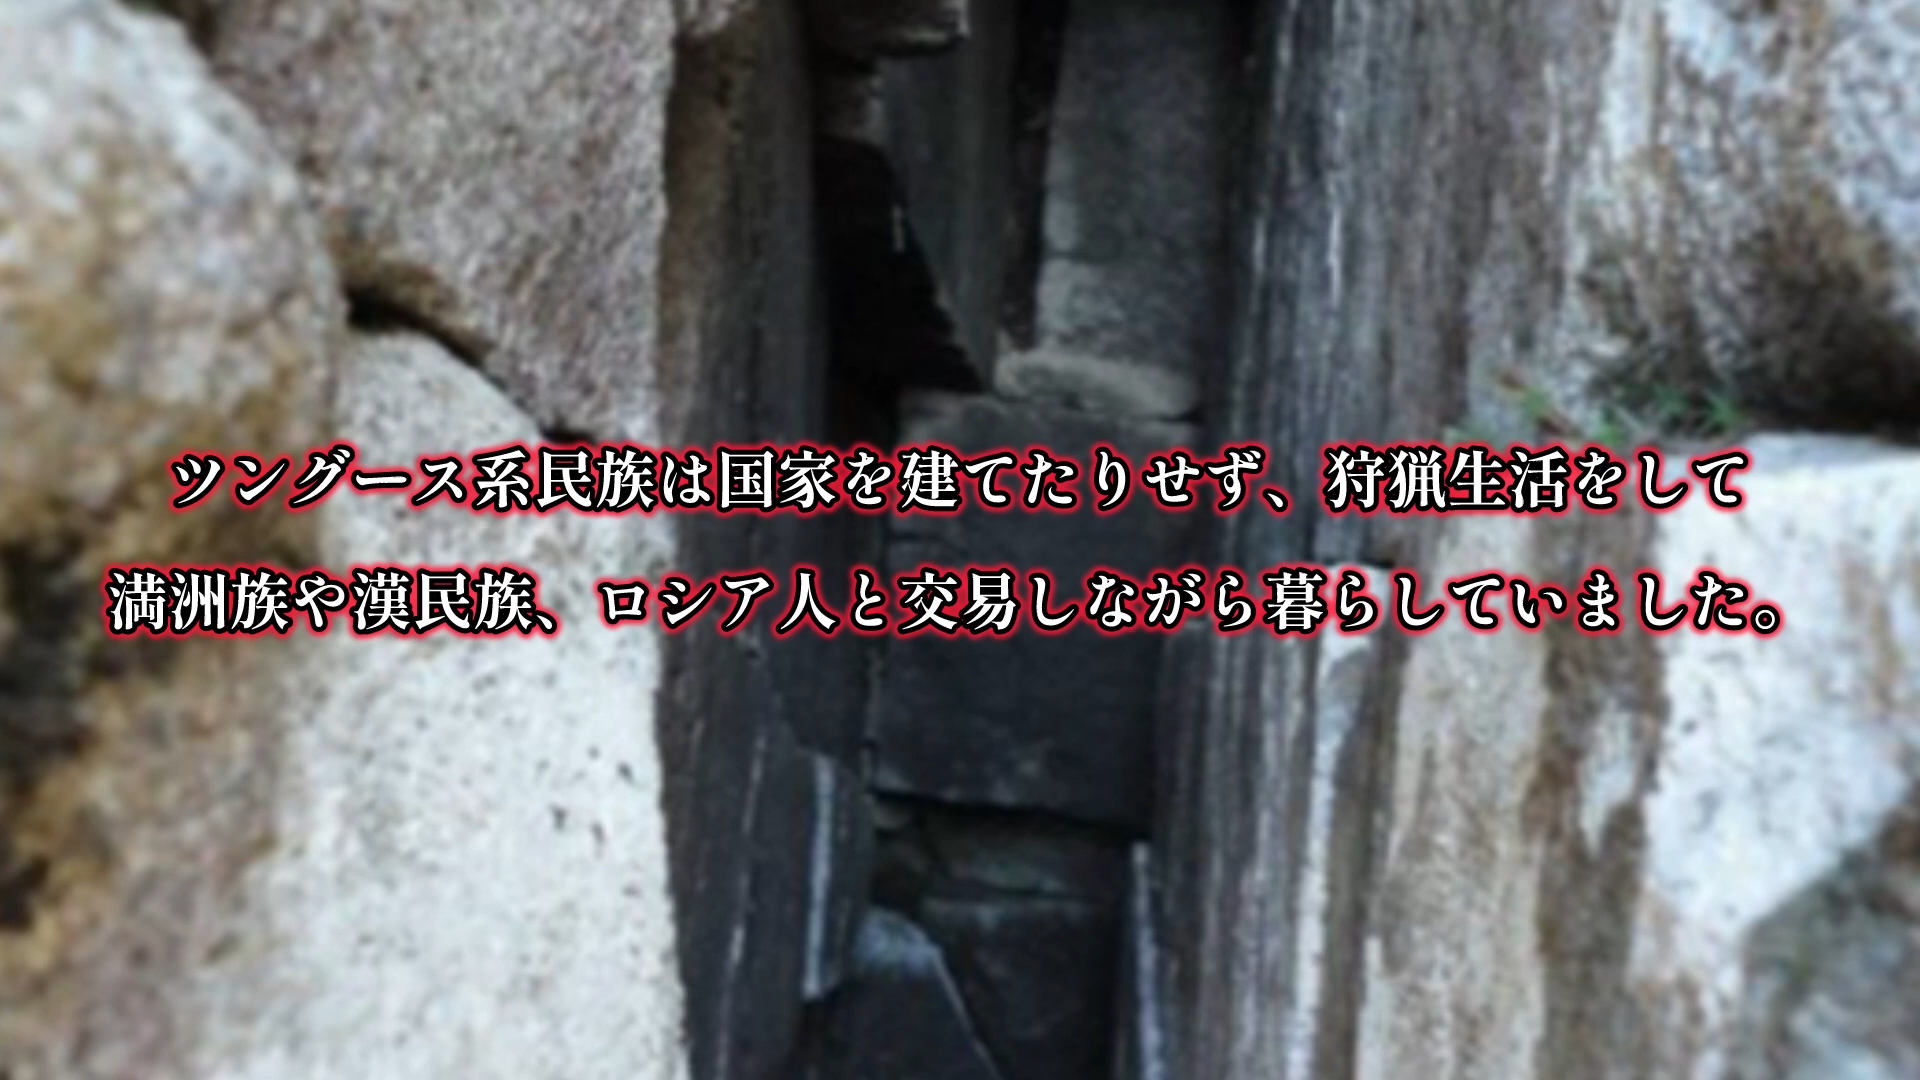 ツングース系民族は国家を建てたりせず、狩猟生活をして
満洲族や漢民族、ロシア人と交易しながら暮らしていました。